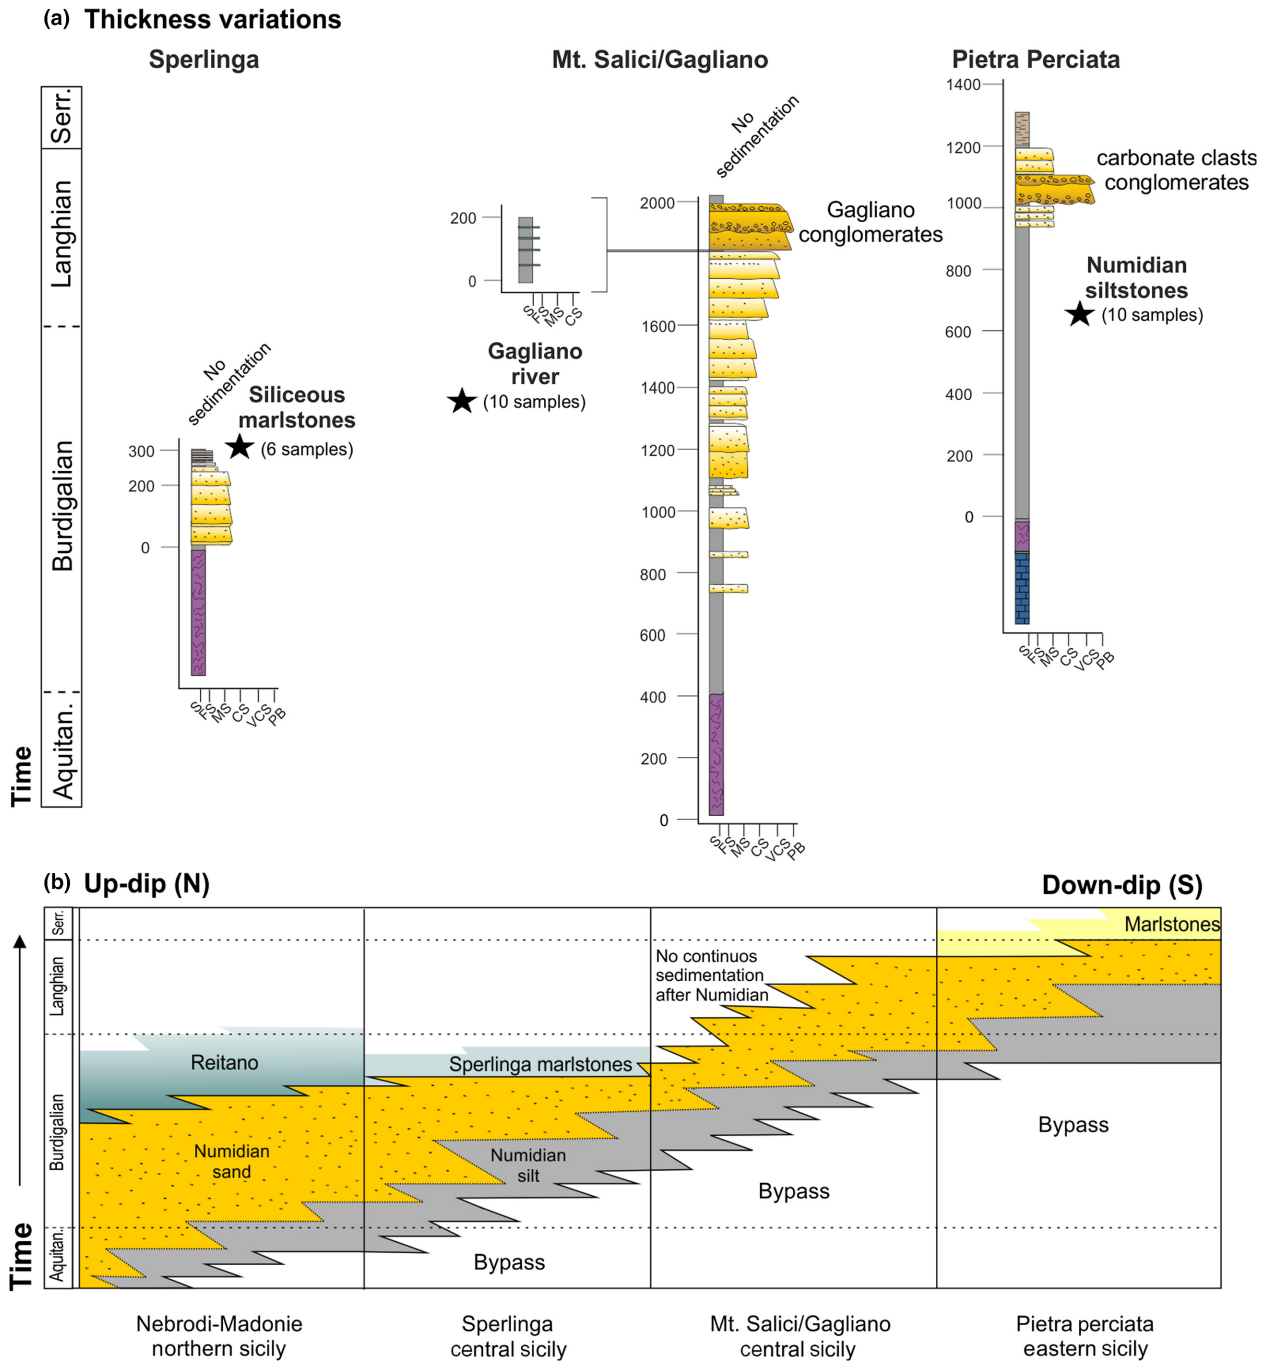 (a) Thickness variations
Sperlinga
Mt. Salici/Gagliano
Pietra Perciata
Time
Serr.
Langhian
Burdigalian
Aquitan.
No
sedimentation
Siliceous
marlstones
(6 samples)
300
200
0
S FS MS CS VCS PB
200
0
S FS MS CS
Gagliano
river
(10 samples)
No
sedimentation
Gagliano
conglomerates
2000
1600
1400
1200
1000
800
600
400
200
0
S FS MS CS VCS PB
1400
1200
1000
800
600
400
200
0
carbonate clasts
conglomerates
Numidian
siltstones
(10 samples)
S FS MS CS VCS PB
(b) Up-dip (N)
Down-dip (S)
Time
Serr.
Langhian
Burdigalian
Aquitan.
Marlstones
No continuos
sedimentation
after Numidian
Reitano
Sperlinga marlstones
Numidian
sand
Numidian
silt
Bypass
Bypass
Bypass
Nebrodi-Madonie
northern sicily
Sperlinga
central sicily
Mt. Salici/Gagliano
central sicily
Pietra perciata
eastern sicily